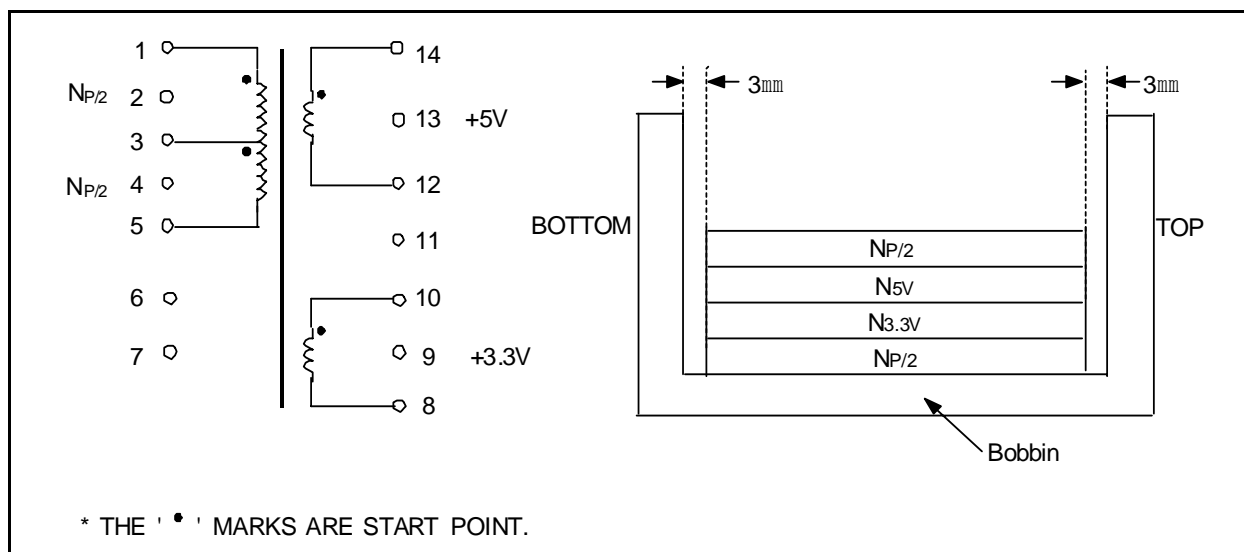 1
NP/2 2
3
NP/2 4
5
6
7
14
13 +5V
12
11
10
9 +3.3V
8
3㎜
3㎜
BOTTOM
TOP
NP/2
N5V
N3.3V
NP/2
Bobbin
* THE ' • ' MARKS ARE START POINT.